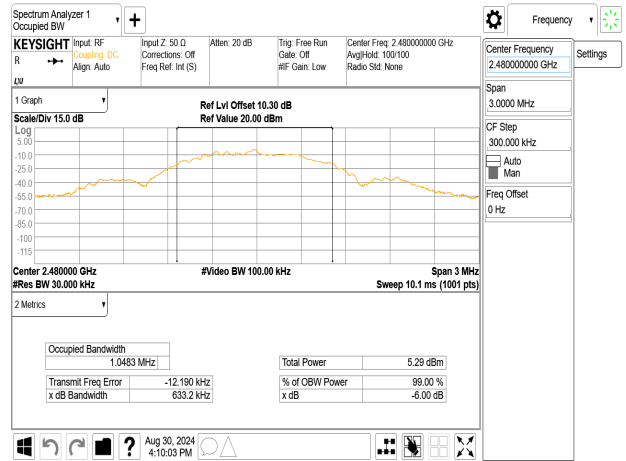 Spectrum Analyzer 1
Occupied BW
Frequency
KEYSIGHT
R
LXI
Input: RF
Coupling: DC
Align: Auto
Input Z: 50 Ω
Corrections: Off
Freq Ref: Int (S)
Atten: 20 dB
Trig: Free Run
Gate: Off
#IF Gain: Low
Center Freq: 2.480000000 GHz
Avg|Hold: 100/100
Radio Std: None
Center Frequency
2.480000000 GHz
Settings
Span
3.0000 MHz
CF Step
300.000 kHz
Auto
Man
Freq Offset
0 Hz
1 Graph
Scale/Div 15.0 dB
Ref Lvl Offset 10.30 dB
Ref Value 20.00 dBm
Log
5.00
-10.0
-25.0
-40.0
-55.0
-70.0
-85.0
-100
-115
Center 2.480000 GHz
#Res BW 30.000 kHz
#Video BW 100.00 kHz
Span 3 MHz
Sweep 10.1 ms (1001 pts)
2 Metrics
Occupied Bandwidth
1.0483 MHz
Total Power 5.29 dBm
Transmit Freq Error -12.190 kHz
% of OBW Power 99.00 %
x dB Bandwidth 633.2 kHz
x dB -6.00 dB
?
Aug 30, 2024
4:10:03 PM